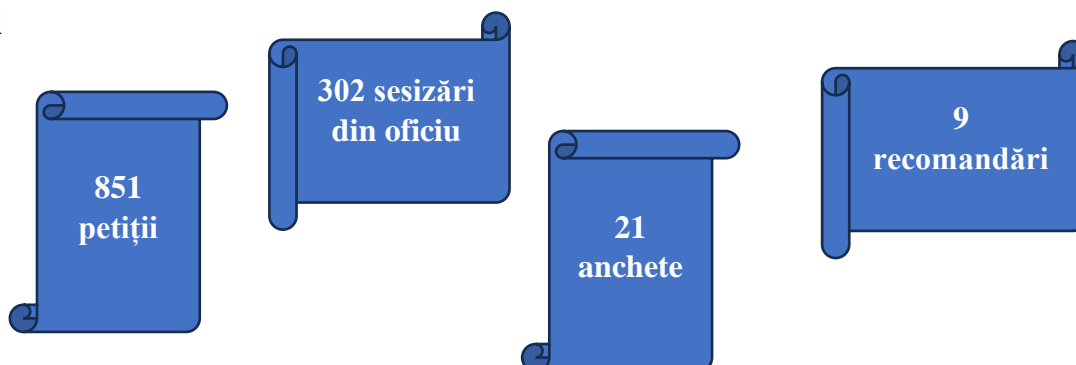 851
petiții
302 sesizări
din oficiu
21
anchete
9
recomandări